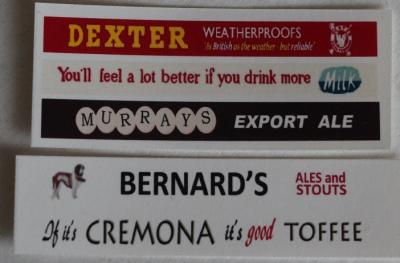 DEXTER WEATHERPROOFS
'As British as the weather - but reliable'
You'll feel a lot better if you drink more Milk
MURRAYS EXPORT ALE
BERNARD'S ALES and STOUTS
If it's CREMONA it's good TOFFEE